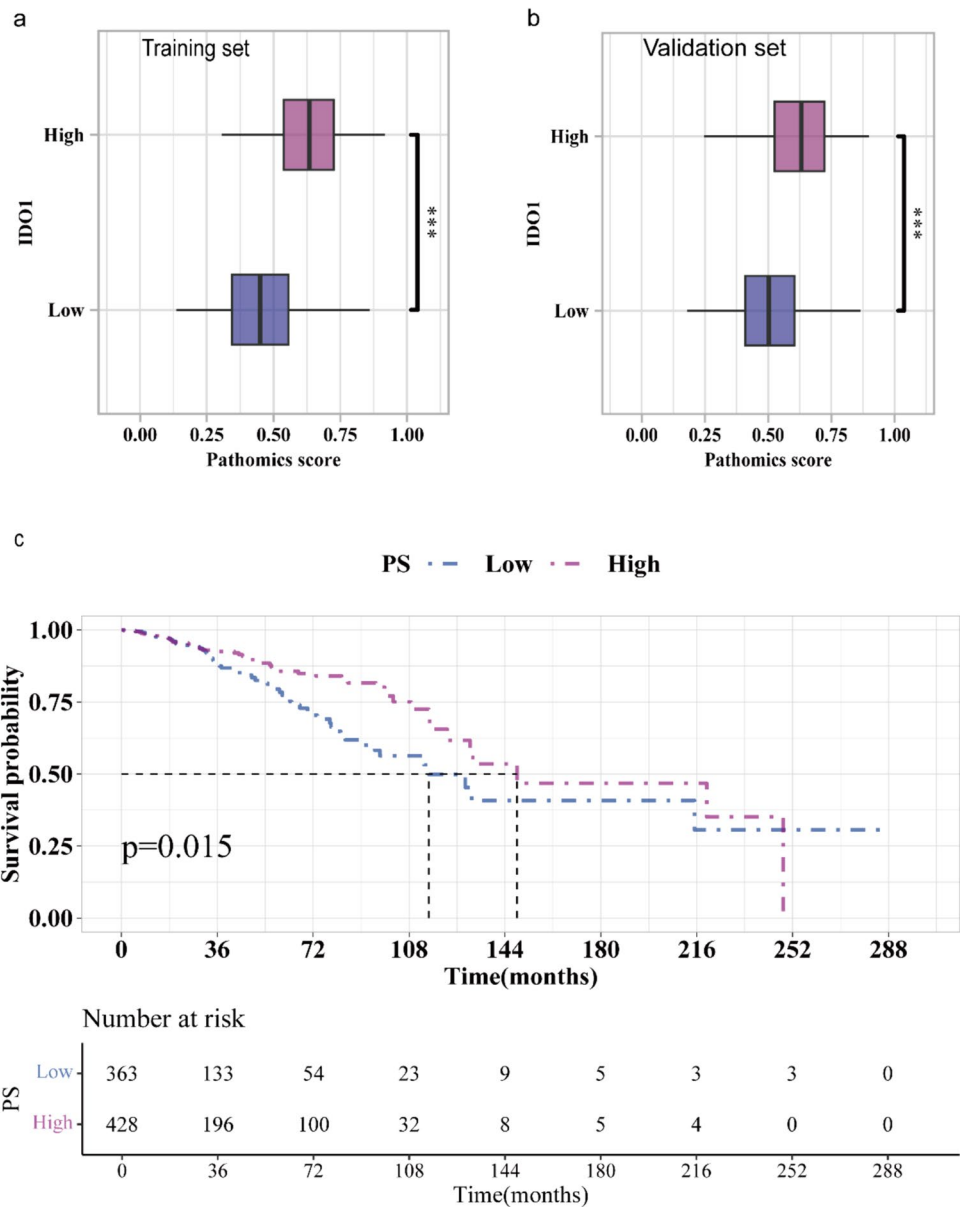 a
Training set
High
Low
IDO1
***
0.00 0.25 0.50 0.75 1.00
Pathomics score
b
Validation set
High
Low
IDO1
***
0.00 0.25 0.50 0.75 1.00
Pathomics score
c
PS Low High
1.00
0.75
0.50
0.25
0.00
Survival probability
p=0.015
0 36 72 108 144 180 216 252 288
Time(months)
Number at risk
PS
Low 363 133 54 23 9 5 3 3 0
High 428 196 100 32 8 5 4 0 0
0 36 72 108 144 180 216 252 288
Time(months)